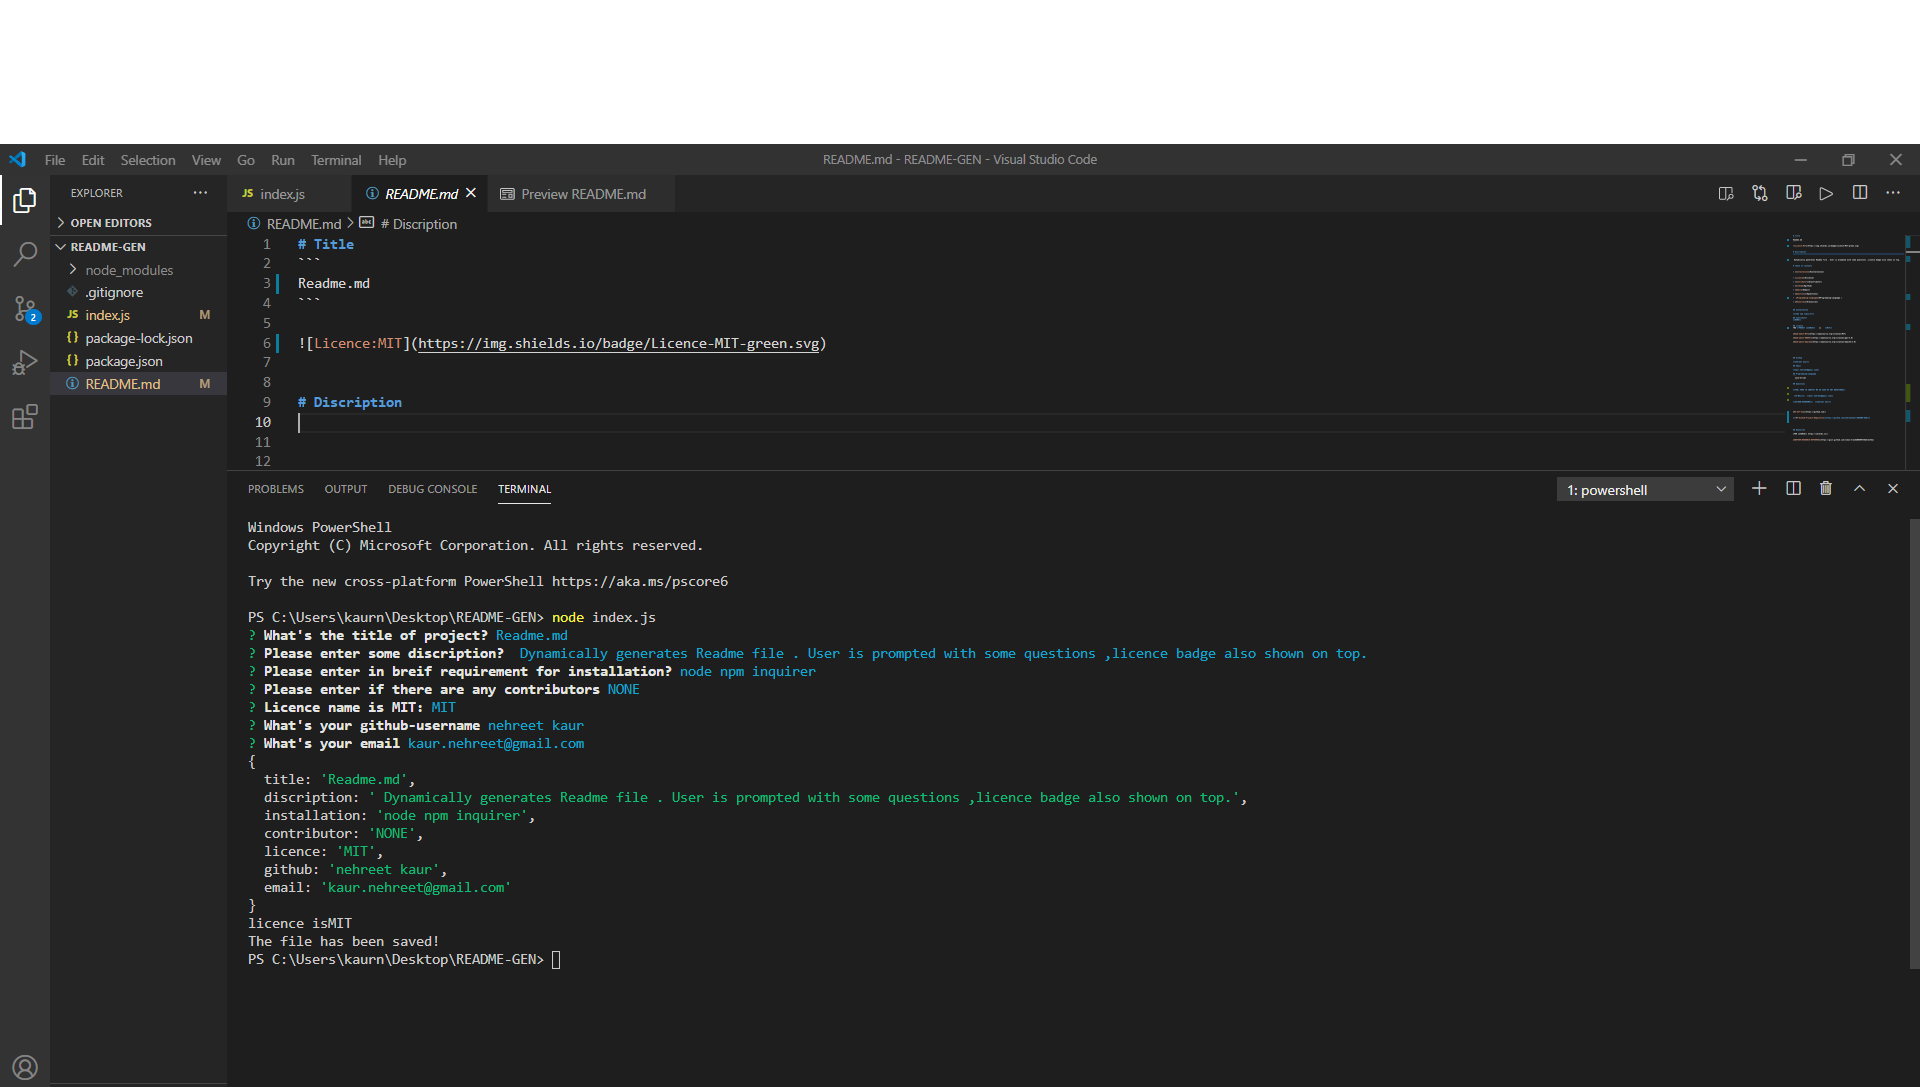 File Edit Selection View Go Run Terminal Help
README.md - README-GEN - Visual Studio Code
EXPLORER
JS index.js
README.md
Preview README.md
OPEN EDITORS
README-GEN
node_modules
.gitignore
JS index.js M
package-lock.json
package.json
README.md M
2
README.md > # Discription
1 # Title
2 ```
3 Readme.md
4 ```
5
6 ![Licence:MIT](https://img.shields.io/badge/Licence-MIT-green.svg)
7
8
9 # Discription
10
11
12
PROBLEMS OUTPUT DEBUG CONSOLE TERMINAL
1: powershell
Windows PowerShell
Copyright (C) Microsoft Corporation. All rights reserved.
Try the new cross-platform PowerShell https://aka.ms/pscore6
PS C:\Users\kaurn\Desktop\README-GEN> node index.js
? What's the title of project? Readme.md
? Please enter some discription?  Dynamically generates Readme file . User is prompted with some questions ,licence badge also shown on top.
? Please enter in breif requirement for installation? node npm inquirer
? Please enter if there are any contributors NONE
? Licence name is MIT: MIT
? What's your github-username nehreet kaur
? What's your email kaur.nehreet@gmail.com
{
  title: 'Readme.md',
  discription: ' Dynamically generates Readme file . User is prompted with some questions ,licence badge also shown on top.',
  installation: 'node npm inquirer',
  contributor: 'NONE',
  licence: 'MIT',
  github: 'nehreet kaur',
  email: 'kaur.nehreet@gmail.com'
}
licence isMIT
The file has been saved!
PS C:\Users\kaurn\Desktop\README-GEN>